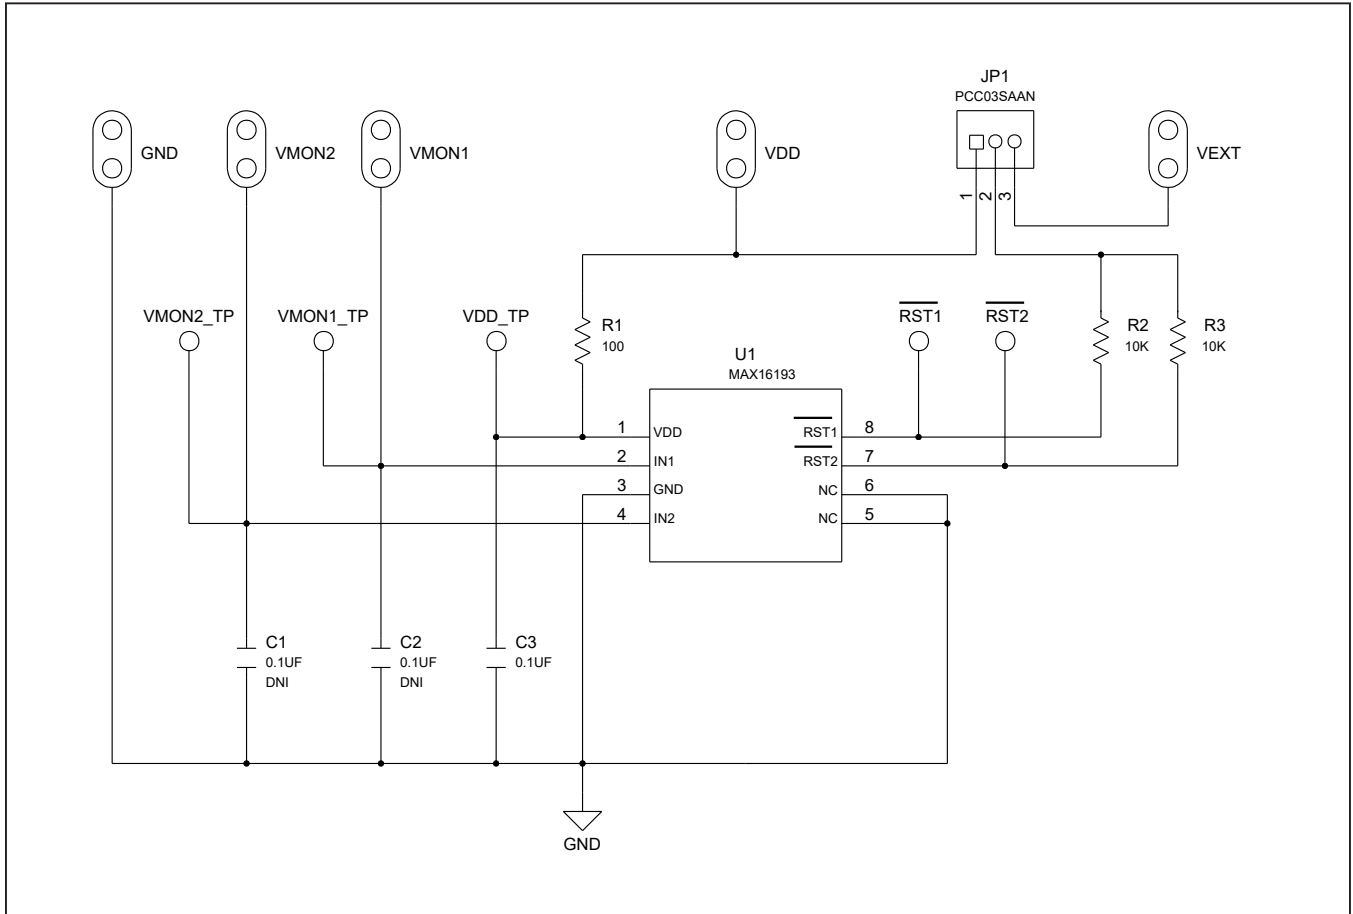 JP1
PCC03SAAN
GND
VMON2
VMON1
VDD
VEXT
1
2
3
VMON2_TP
VMON1_TP
VDD_TP
R1
100
RST1
RST2
R2
10K
R3
10K
U1
MAX16193
1
VDD
RST1
8
2
IN1
RST2
7
3
GND
NC
6
4
IN2
NC
5
C1
0.1UF
DNI
C2
0.1UF
DNI
C3
0.1UF
GND